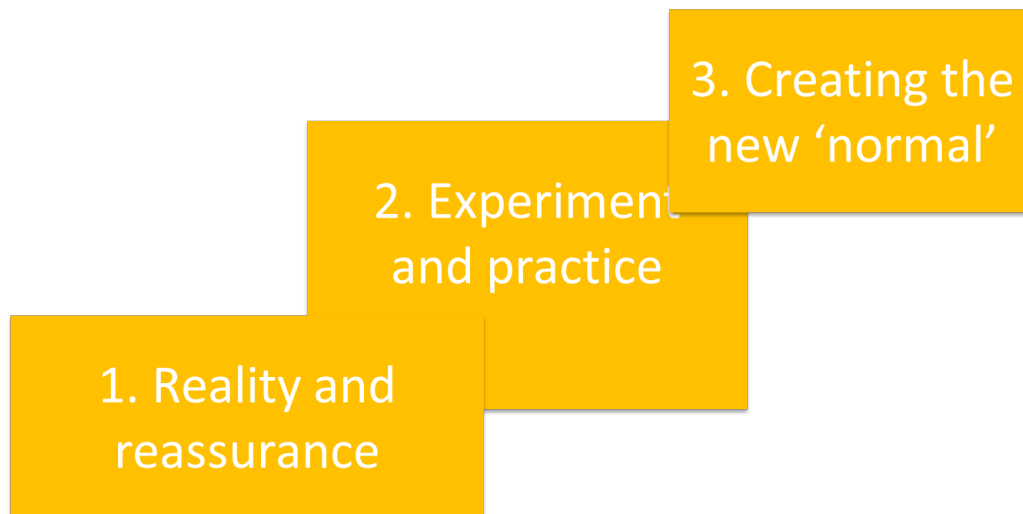 1. Reality and
reassurance
2. Experiment
and practice
3. Creating the
new ‘normal’